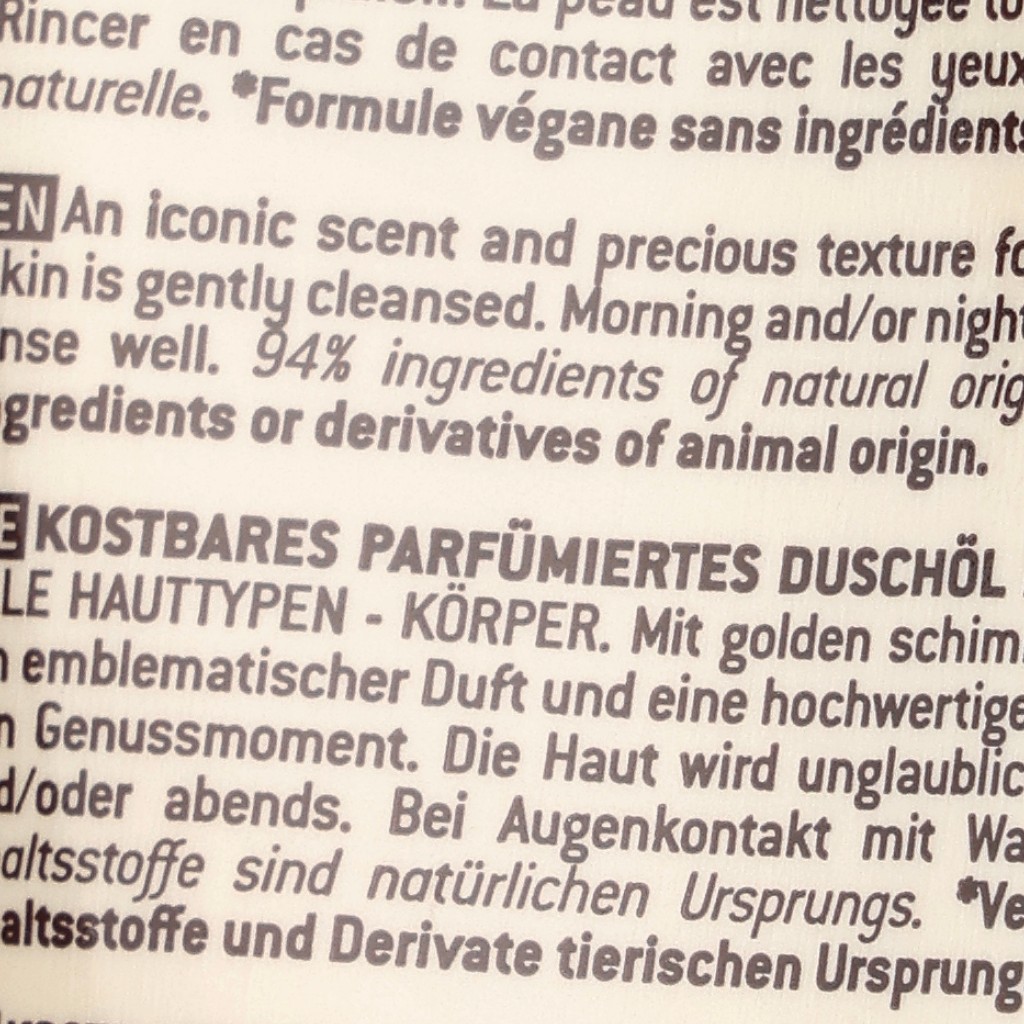 La peau est nettoyée
Rincer en cas de contact avec les yeux
naturelle. *Formule végane sans ingrédients
EN An iconic scent and precious texture fo
kin is gently cleansed. Morning and/or night
nse well. 94% ingredients of natural orig
gredients or derivatives of animal origin.
E KOSTBARES PARFÜMIERTES DUSCHÖL
LE HAUTTYPEN - KÖRPER. Mit golden schim
n emblematischer Duft und eine hochwertige
n Genussmoment. Die Haut wird unglaublic
d/oder abends. Bei Augenkontakt mit Wa
altsstoffe sind natürlichen Ursprungs. *Ve
altsstoffe und Derivate tierischen Ursprung